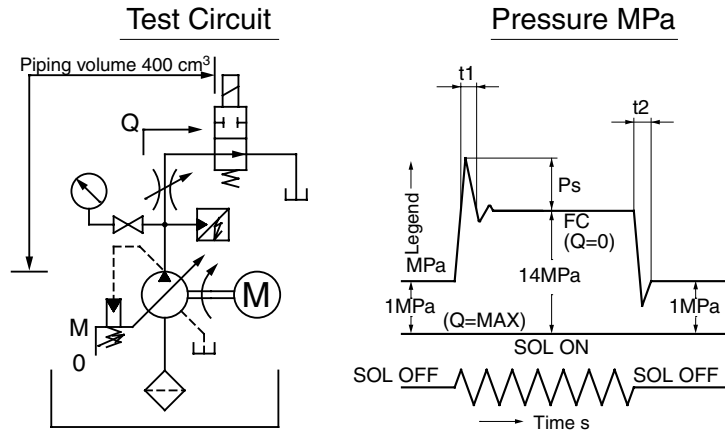 Test Circuit
Piping volume 400 cm³
Q
M
M
0
Pressure MPa
t1
t2
Legend
Ps
FC
(Q=0)
MPa
14MPa
1MPa
1MPa
(Q=MAX)
SOL ON
SOL OFF
SOL OFF
Time s